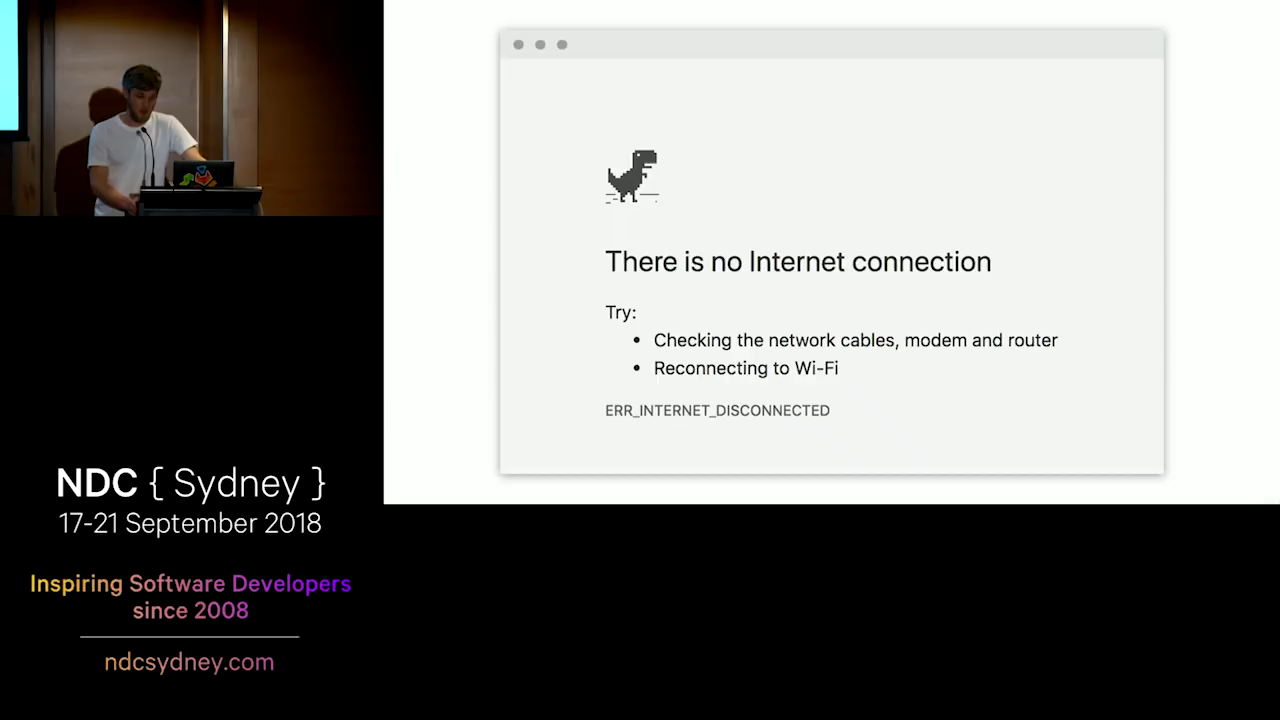 There is no Internet connection
Try:
• Checking the network cables, modem and router
• Reconnecting to Wi-Fi
ERR_INTERNET_DISCONNECTED
NDC { Sydney }
17-21 September 2018
Inspiring Software Developers
since 2008
ndcsydney.com